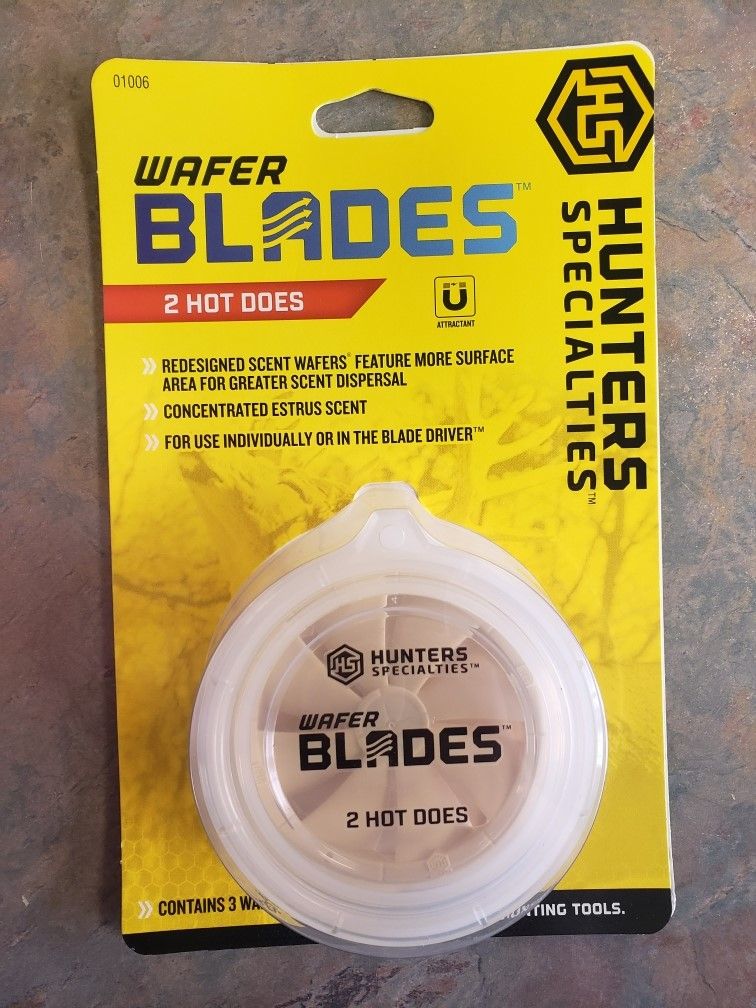 01006
HS
HUNTERS
SPECIALTIES™
WAFER
BLADES™
2 HOT DOES
ATTRACTANT
REDESIGNED SCENT WAFERS® FEATURE MORE SURFACE
AREA FOR GREATER SCENT DISPERSAL
CONCENTRATED ESTRUS SCENT
FOR USE INDIVIDUALLY OR IN THE BLADE DRIVER™
HS HUNTERS
SPECIALTIES™
WAFER
BLADES™
2 HOT DOES
CONTAINS 3
TOOLS.